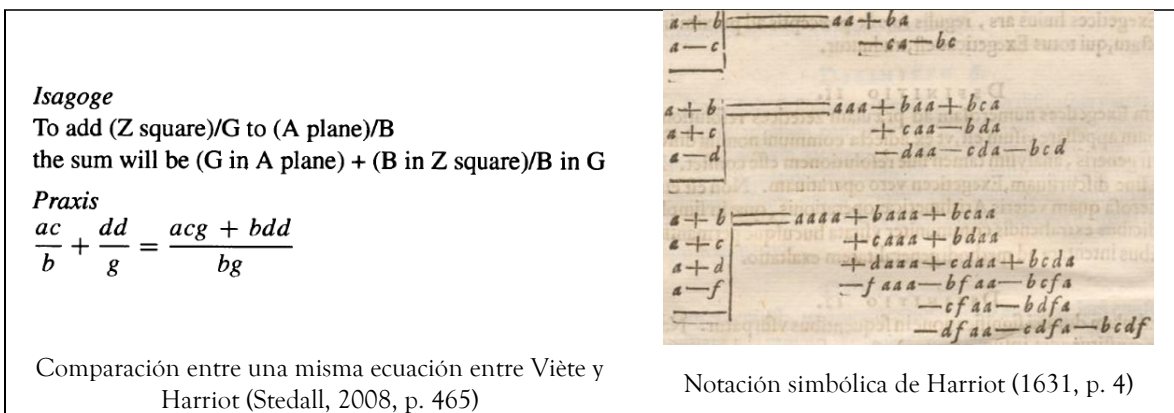 Isagoge
To add (Z square)/G to (A plane)/B
the sum will be (G in A plane) + (B in Z square)/B in G
Praxis
ac/b + dd/g = acg + bdd/bg
Comparación entre una misma ecuación entre Viète y
Harriot (Stedall, 2008, p. 465)
a + b aa + ba
a — c — ca — bc
a + b aaa + baa + bca
a + c + caa — bda
a — d — daa — cda — bcd
a + b aaaa + baaa + bcaa
a + c + caaa + bdaa
a + d + daaa + cdaa + bcda
a — f — faaa — bfaa — bcfa
— cfaa — bdfa
— dfaa — cdfa — bcdf
Notación simbólica de Harriot (1631, p. 4)